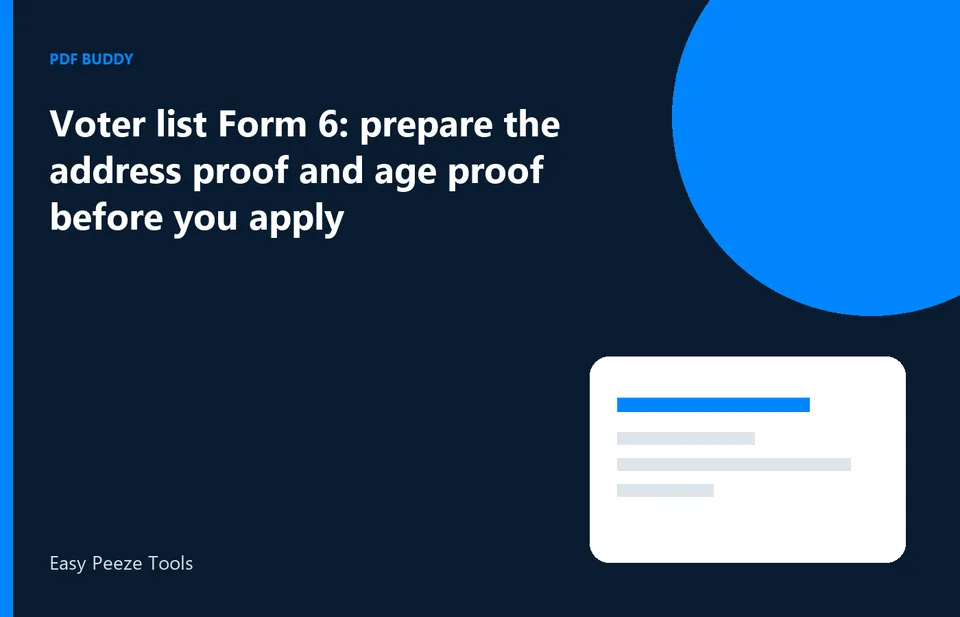 PDF BUDDY
Voter list Form 6: prepare the
address proof and age proof
before you apply
Easy Peeze Tools